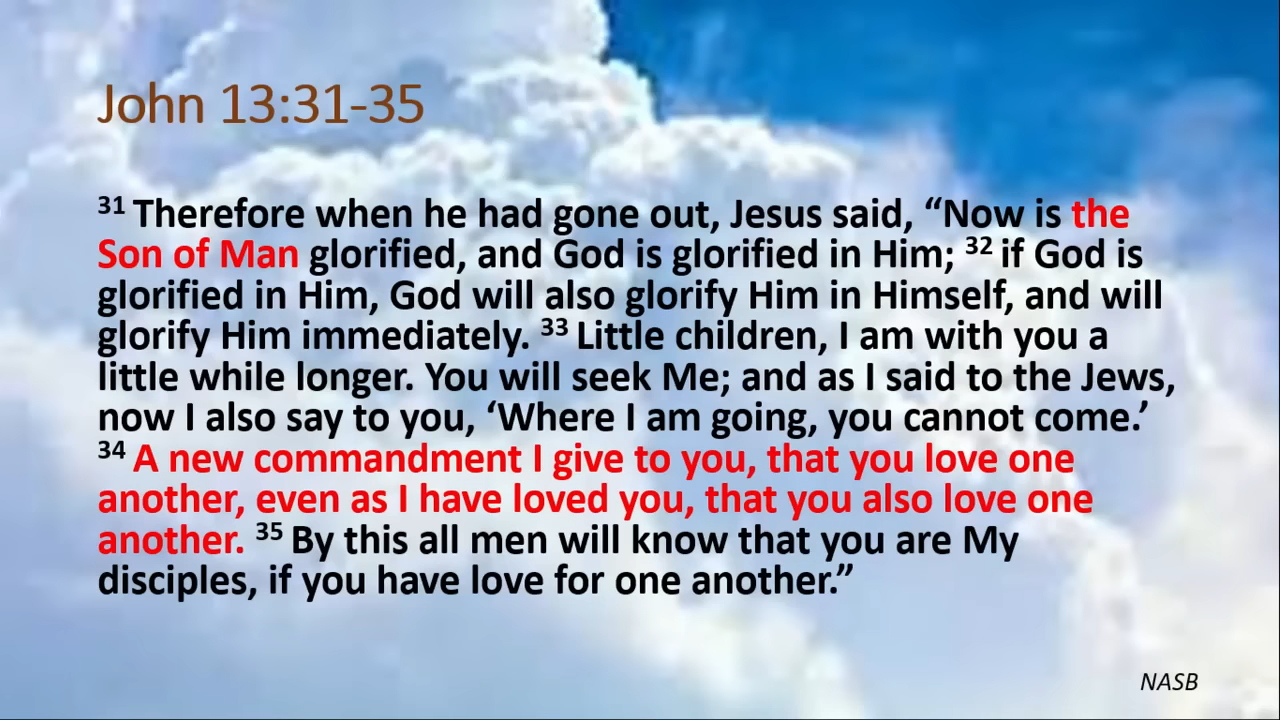 John 13:31-35
31 Therefore when he had gone out, Jesus said, “Now is the
Son of Man glorified, and God is glorified in Him; 32 if God is
glorified in Him, God will also glorify Him in Himself, and will
glorify Him immediately. 33 Little children, I am with you a
little while longer. You will seek Me; and as I said to the Jews,
now I also say to you, ‘Where I am going, you cannot come.’
34 A new commandment I give to you, that you love one
another, even as I have loved you, that you also love one
another. 35 By this all men will know that you are My
disciples, if you have love for one another.”
NASB